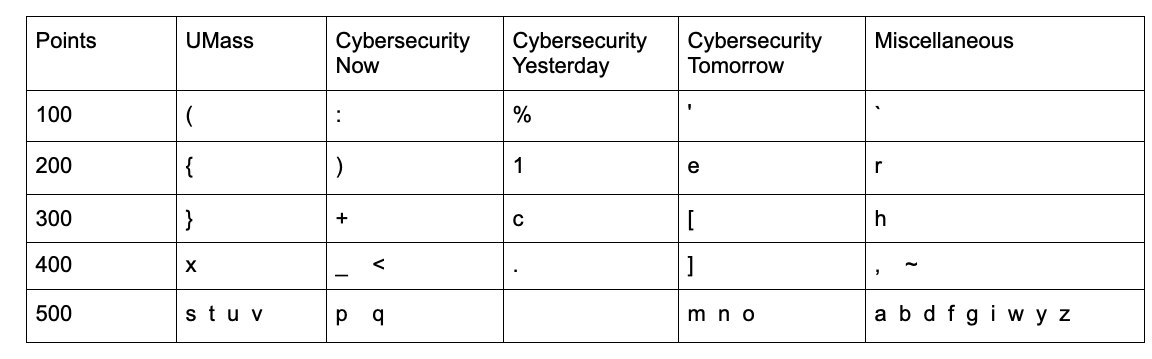 Points UMass Cybersecurity Now Cybersecurity Yesterday Cybersecurity Tomorrow Miscellaneous
100 ( : % ' `
200 { ) 1 e r
300 } + c [ h
400 x _ < . ] , ~
500 s t u v p q m n o a b d f g i w y z